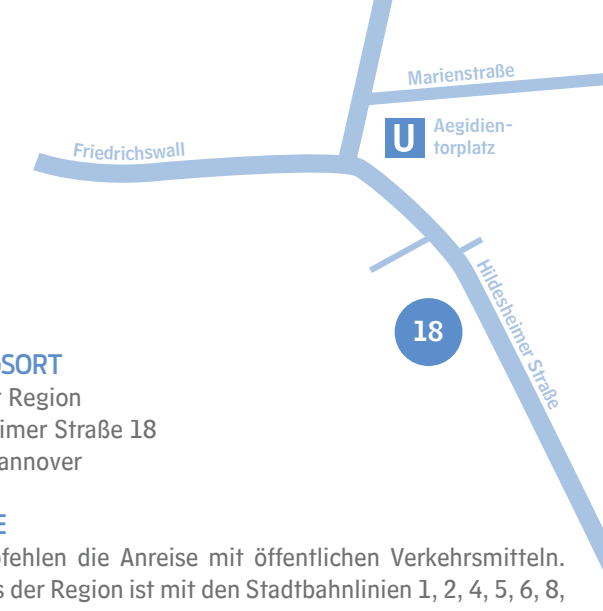 Marienstraße
U
Aegidien-
torplatz
Friedrichswall
Hildesheimer Straße
18
SORT
Region
imer Straße 18
annover
E
fehlen die Anreise mit öffentlichen Verkehrsmitteln.
s der Region ist mit den Stadtbahnlinien 1, 2, 4, 5, 6, 8,